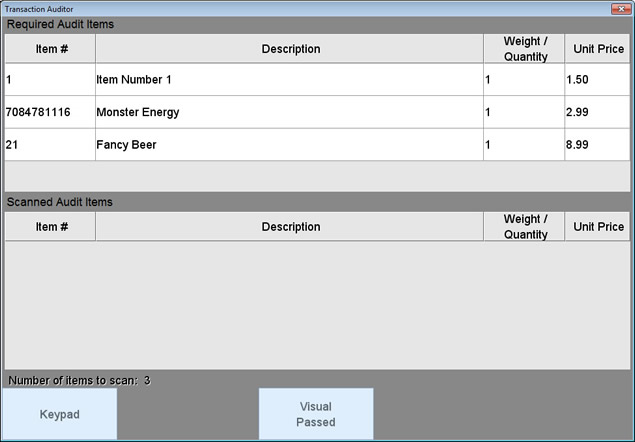 Transaction Auditor
Required Audit Items
Item # Description Weight / Quantity Unit Price
1 Item Number 1 1 1.50
7084781116 Monster Energy 1 2.99
21 Fancy Beer 1 8.99
Scanned Audit Items
Item # Description Weight / Quantity Unit Price
Number of items to scan: 3
Keypad
Visual
Passed